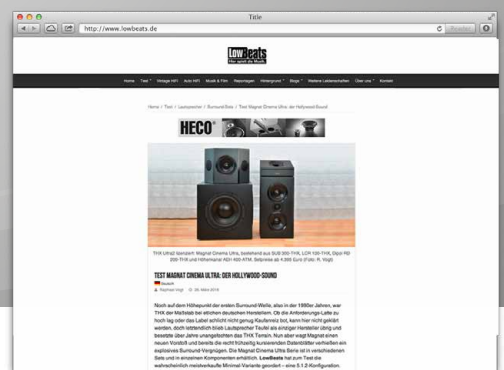 Title
http://www.lowbeats.de
Reader
LowBeats
Hier spielt die Musik.
Home Test Vintage HiFi Auto HiFi Musik & Film Reportagen Hintergrund Blogs Weitere Leidenschaften Über uns Kontakt
Home / Test / Lautsprecher / Surround-Sets / Test Magnat Cinema Ultra: der Hollywood-Sound
HECO
THX Ultra2 lizenziert: Magnat Cinema Ultra, bestehend aus SUB 300-THX, LCR 100-THX, Dipol RD
200-THX und Höhenkanal ADH 400-ATM. Setpreise ab 4.395 Euro (Foto: R. Vogt)
TEST MAGNAT CINEMA ULTRA: DER HOLLYWOOD-SOUND
Deutsch
Raphael Vogt 26. März 2016
Noch auf dem Höhepunkt der ersten Surround-Welle, also in der 1990er Jahren, war
THX der Maßstab bei etlichen deutschen Herstellern. Ob die Anforderungs-Latte zu
hoch lag oder das Label schlicht nicht genug Kaufanreiz bot, kann hier nicht geklärt
werden, doch letztendlich blieb Lautsprecher Teufel als einziger Hersteller übrig und
besetzte über Jahre unangefochten das THX Terrain. Nun aber wagt Magnat einen
neuen Vorstoß und bereits die recht frühzeitig kursierenden Datenblätter verhießen ein
explosives Surround-Vergnügen. Die Magnat Cinema Ultra Serie ist in verschiedenen
Sets und in einzelnen Komponenten erhältlich. LowBeats hat zum Test die
wahrscheinlich meistverkaufte Minimal-Variante geordert – eine 5.1.2-Konfiguration.